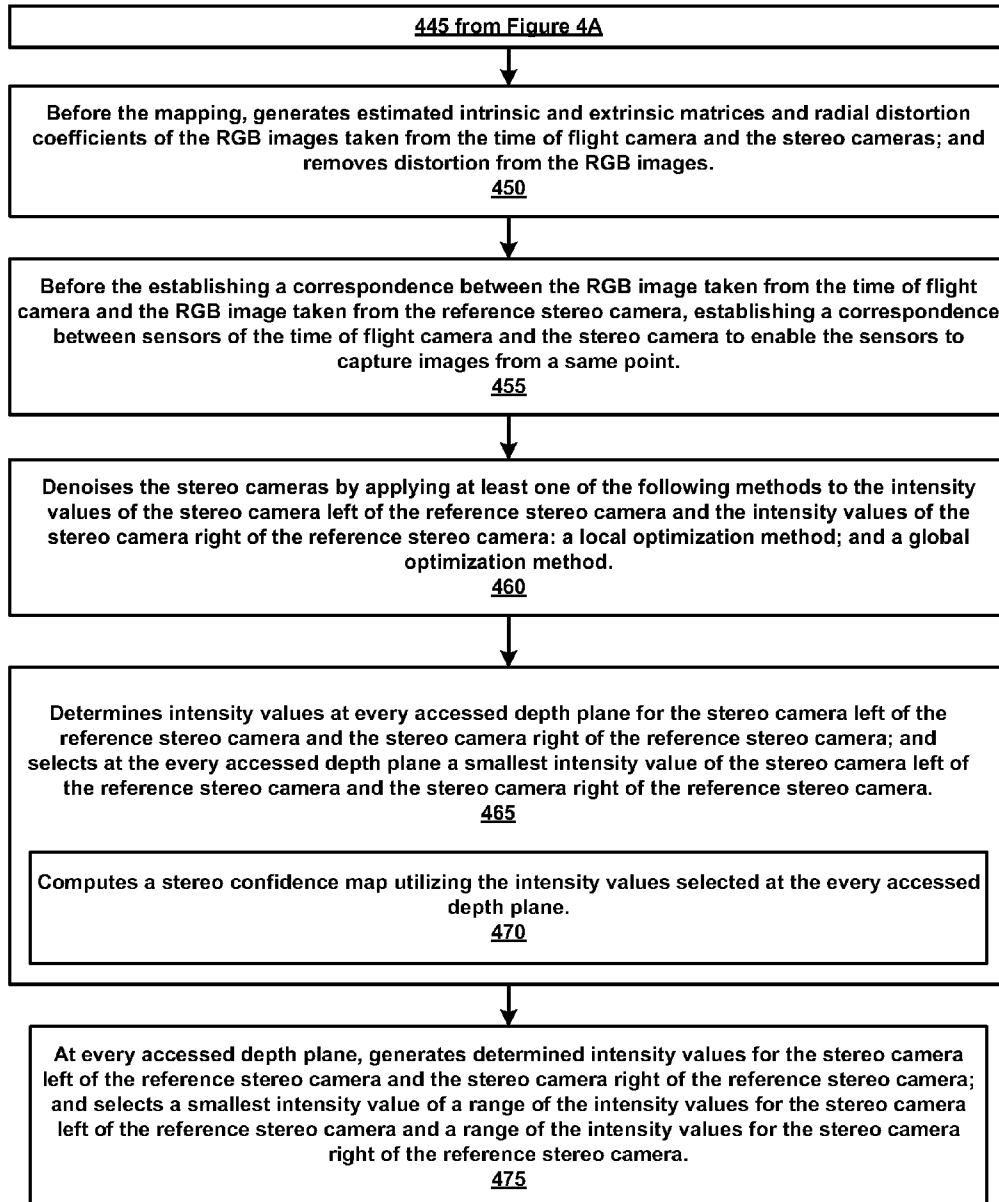 445 from Figure 4A
Before the mapping, generates estimated intrinsic and extrinsic matrices and radial distortion
coefficients of the RGB images taken from the time of flight camera and the stereo cameras; and
removes distortion from the RGB images.
450
Before the establishing a correspondence between the RGB image taken from the time of flight
camera and the RGB image taken from the reference stereo camera, establishing a correspondence
between sensors of the time of flight camera and the stereo camera to enable the sensors to
capture images from a same point.
455
Denoises the stereo cameras by applying at least one of the following methods to the intensity
values of the stereo camera left of the reference stereo camera and the intensity values of the
stereo camera right of the reference stereo camera: a local optimization method; and a global
optimization method.
460
Determines intensity values at every accessed depth plane for the stereo camera left of the
reference stereo camera and the stereo camera right of the reference stereo camera; and
selects at the every accessed depth plane a smallest intensity value of the stereo camera left of
the reference stereo camera and the stereo camera right of the reference stereo camera.
465
Computes a stereo confidence map utilizing the intensity values selected at the every accessed
depth plane.
470
At every accessed depth plane, generates determined intensity values for the stereo camera
left of the reference stereo camera and the stereo camera right of the reference stereo camera;
and selects a smallest intensity value of a range of the intensity values for the stereo camera
left of the reference stereo camera and a range of the intensity values for the stereo camera
right of the reference stereo camera.
475